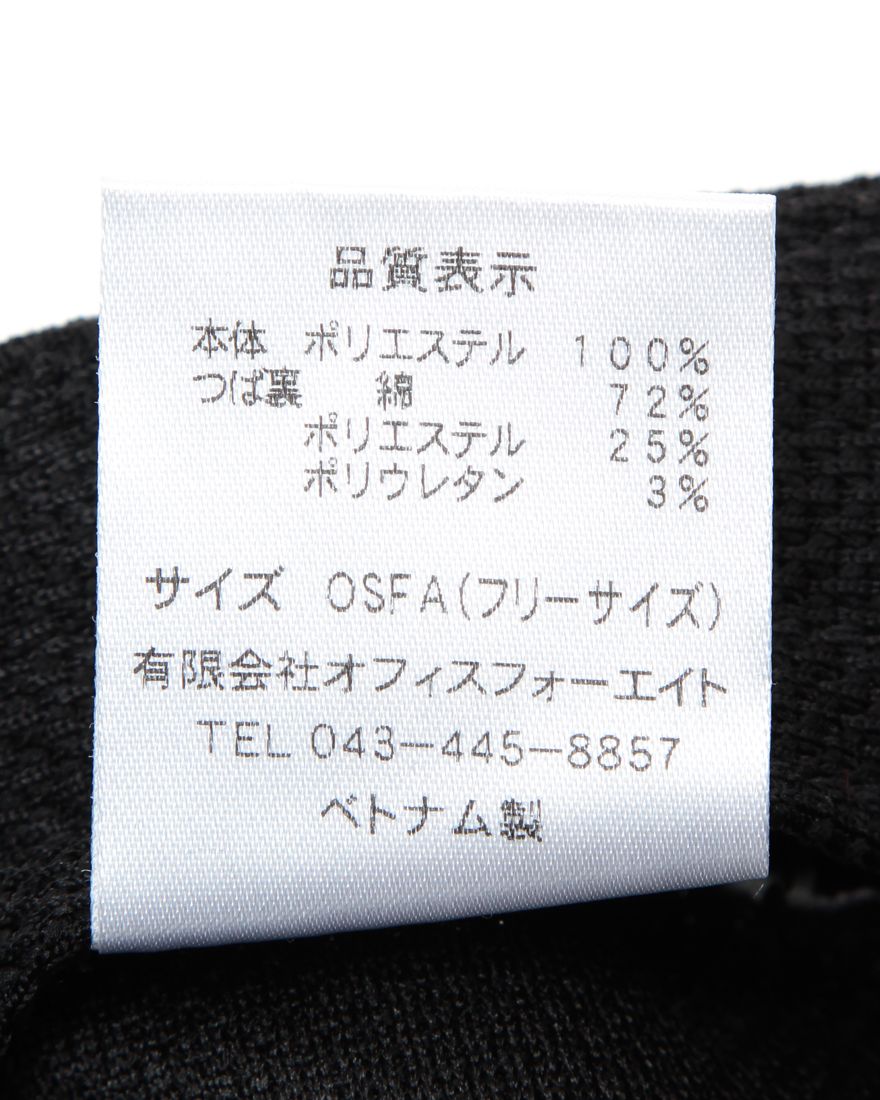 品質表示
本体 ポリエステル 100%
つば裏 綿 72%
ポリエステル 25%
ポリウレタン 3%
サイズ OSFA(フリーサイズ)
有限会社オフィスフォーエイト
TEL 043-445-8857
ベトナム製